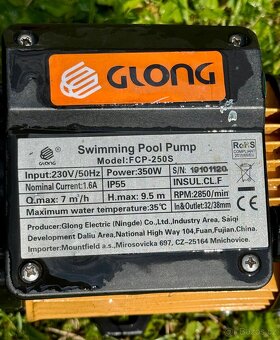 GLONG
GLONG
Swimming Pool Pump
Model:FCP-250S
RoHS
COMPLIANT
Input:230V/50Hz Power:350W S/N: 19101120
Nominal Current:1.6A IP55 INSUL.CL.F
Q.max: 7 m³/h H.max: 9.5 m RPM:2850/min
Maximum water temperature:35℃ In&Outlet:32/38mm
Producer: Glong Electric (Ningde) Co., Ltd., Industry Area, Saiqi
Development Daliu Area,National High Way 104,Fuan,Fujian,China.
Importer:Mountfield a.s., Mirosovicka 697, CZ-25164 Mnichovice.